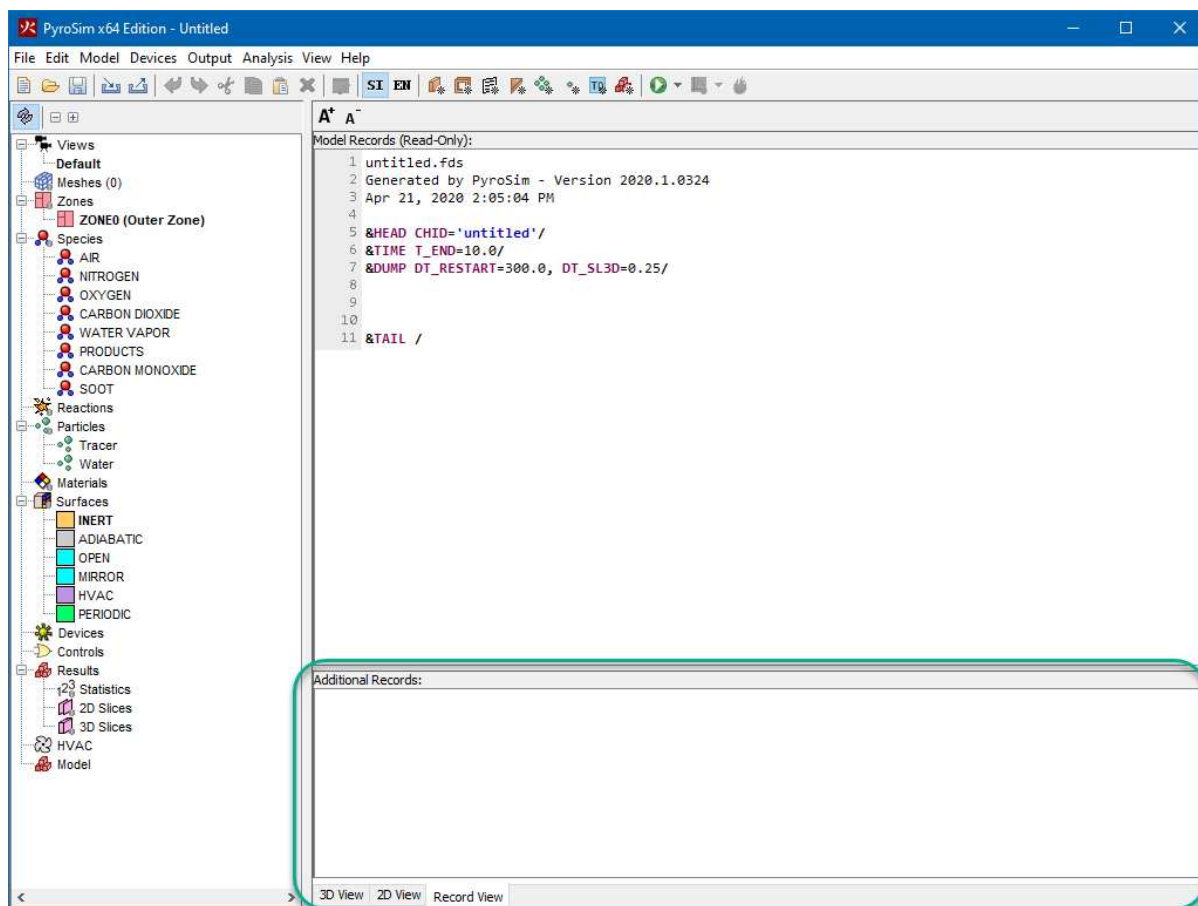 PyroSim x64 Edition - Untitled
File Edit Model Devices Output Analysis View Help
SI EN
A+ A-
Views
Default
Meshes (0)
Zones
ZONE0 (Outer Zone)
Species
AIR
NITROGEN
OXYGEN
CARBON DIOXIDE
WATER VAPOR
PRODUCTS
CARBON MONOXIDE
SOOT
Reactions
Particles
Tracer
Water
Materials
Surfaces
INERT
ADIABATIC
OPEN
MIRROR
HVAC
PERIODIC
Devices
Controls
Results
Statistics
2D Slices
3D Slices
HVAC
Model
Model Records (Read-Only):
1 untitled.fds
2 Generated by PyroSim - Version 2020.1.0324
3 Apr 21, 2020 2:05:04 PM
4
5 &HEAD CHID='untitled'/
6 &TIME T_END=10.0/
7 &DUMP DT_RESTART=300.0, DT_SL3D=0.25/
8
9
10
11 &TAIL /
Additional Records:
3D View 2D View Record View